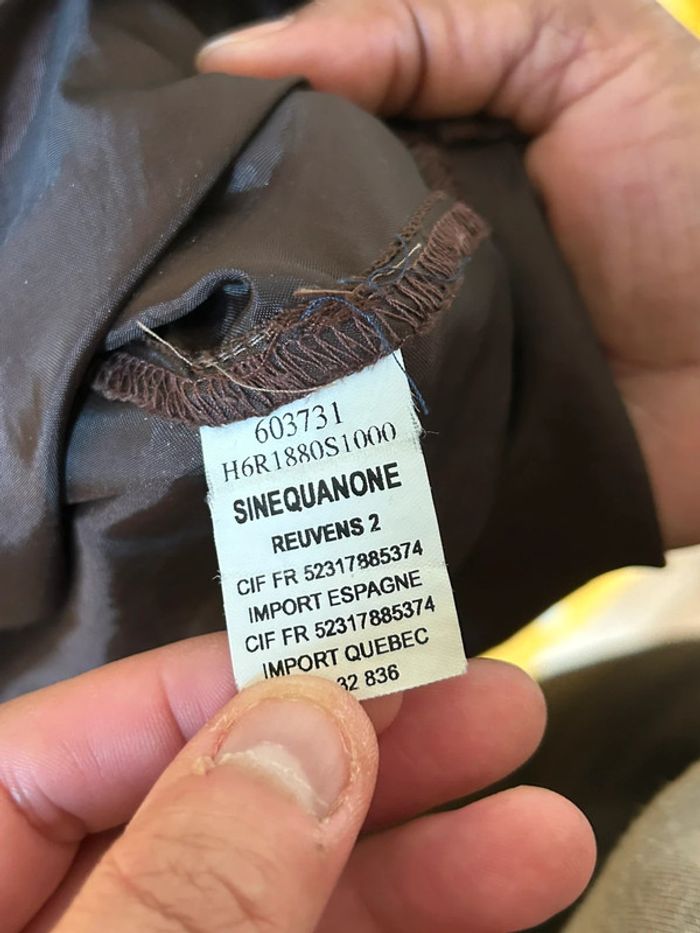 603731
H6R1880S1000
SINEQUANONE
REUVENS 2
CIF FR 52317885374
IMPORT ESPAGNE
CIF FR 52317885374
IMPORT QUEBEC
32 836